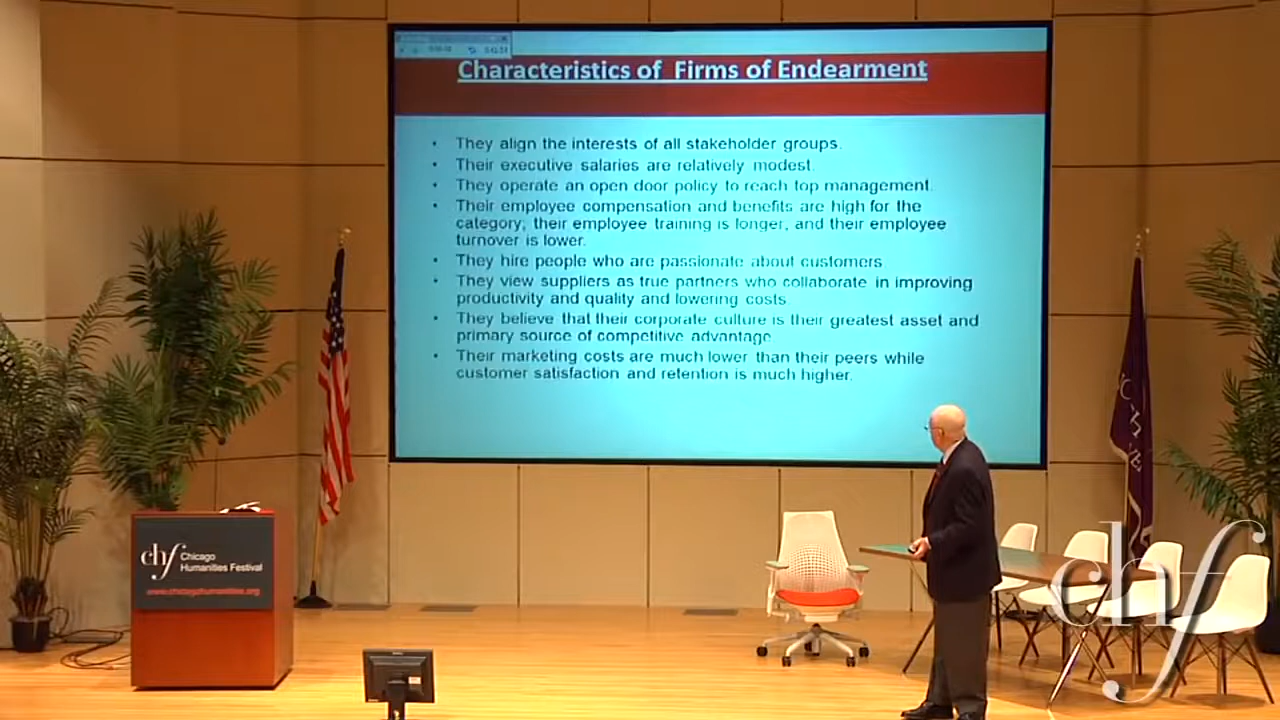 Characteristics of Firms of Endearment
• They align the interests of all stakeholder groups.
• Their executive salaries are relatively modest.
• They operate an open door policy to reach top management.
• Their employee compensation and benefits are high for the
category; their employee training is longer, and their employee
turnover is lower.
• They hire people who are passionate about customers.
• They view suppliers as true partners who collaborate in improving
productivity and quality and lowering costs
• They believe that their corporate culture is their greatest asset and
primary source of competitive advantage
• Their marketing costs are much lower than their peers while
customer satisfaction and retention is much higher.
chf Chicago
Humanities Festival
www.chicagohumanities.org
chf